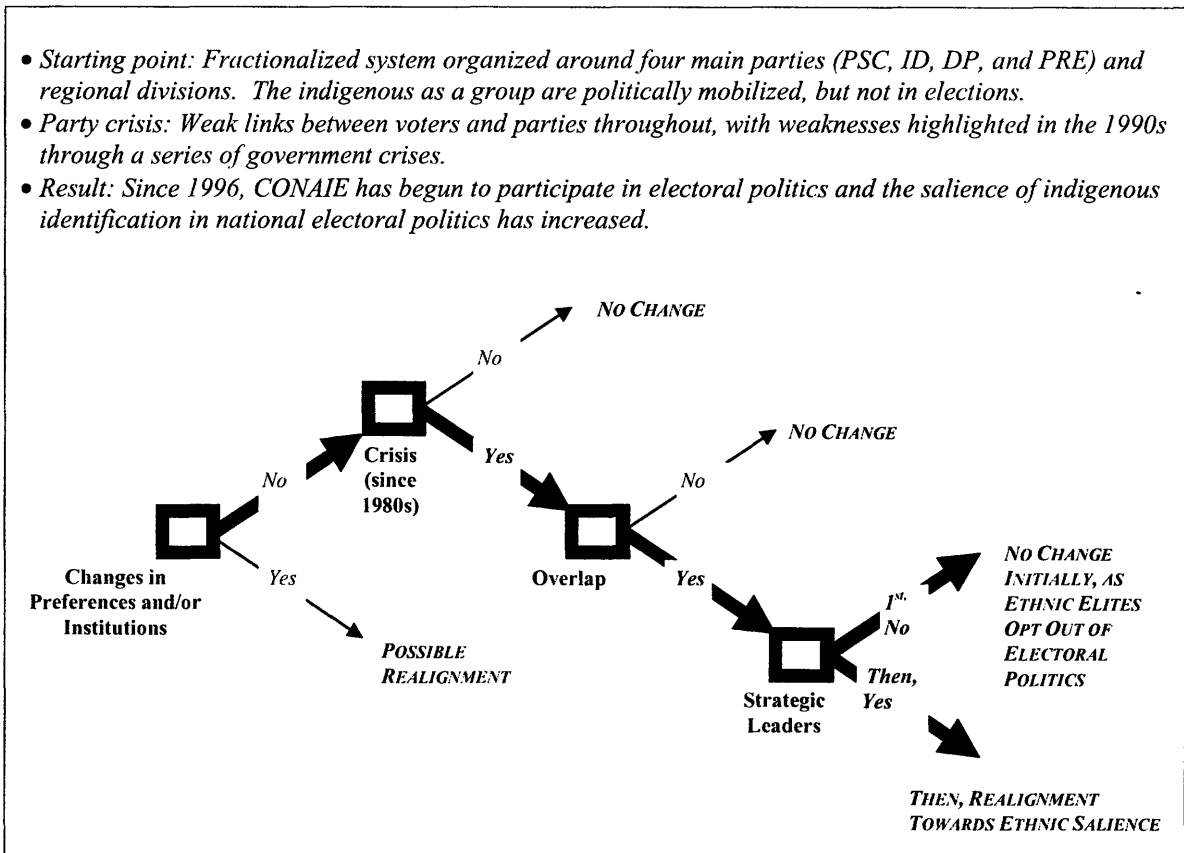 • Starting point: Fractionalized system organized around four main parties (PSC, ID, DP, and PRE) and
regional divisions. The indigenous as a group are politically mobilized, but not in elections.
• Party crisis: Weak links between voters and parties throughout, with weaknesses highlighted in the 1990s
through a series of government crises.
• Result: Since 1996, CONAIE has begun to participate in electoral politics and the salience of indigenous
identification in national electoral politics has increased.
NO CHANGE
No
Crisis
(since
1980s)
Yes
NO CHANGE
No
No
Changes in
Preferences and/or
Institutions
Yes
POSSIBLE
REALIGNMENT
Overlap
Yes
Strategic
Leaders
1st,
No
NO CHANGE
INITIALLY, AS
ETHNIC ELITES
OPT OUT OF
ELECTORAL
POLITICS
Then,
Yes
THEN, REALIGNMENT
TOWARDS ETHNIC SALIENCE